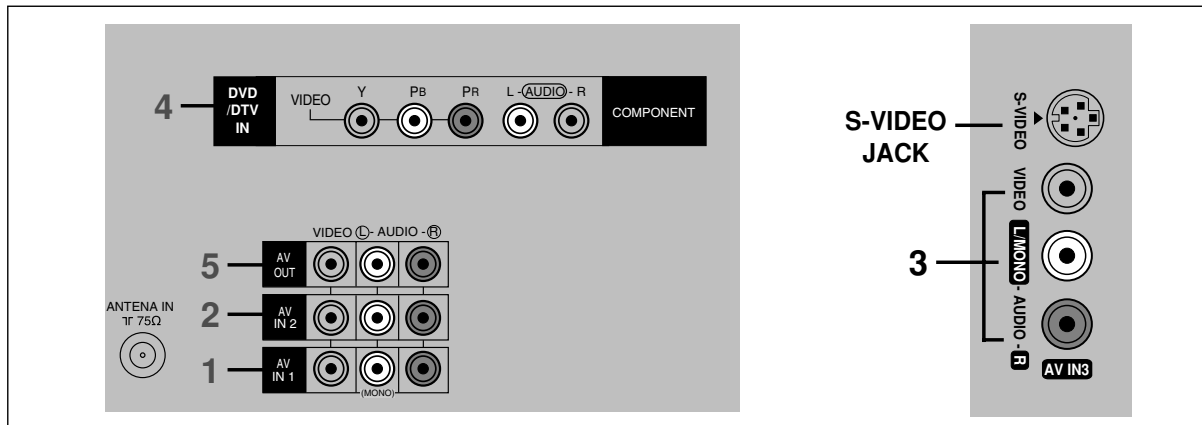 4
DVD
/DTV
IN
VIDEO Y PB PR L - AUDIO - R
COMPONENT
VIDEO L - AUDIO - R
5
AV
OUT
2
AV
IN 2
1
AV
IN 1
(MONO)
ANTENA IN
75Ω
S-VIDEO
JACK
3
S-VIDEO
VIDEO
L/MONO - AUDIO - R
AV IN3